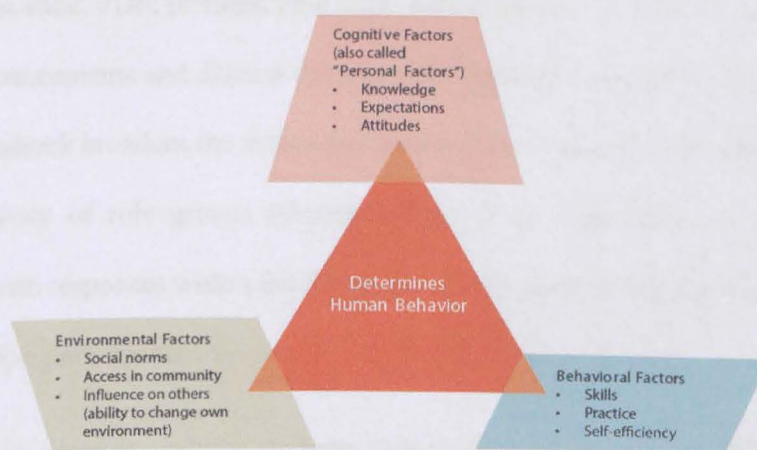 Cognitive Factors
(also called
"Personal Factors")
• Knowledge
• Expectations
• Attitudes
Determines
Human Behavior
Environmental Factors
• Social norms
• Access in community
• Influence on others
(ability to change own
environment)
Behavioral Factors
• Skills
• Practice
• Self-efficiency